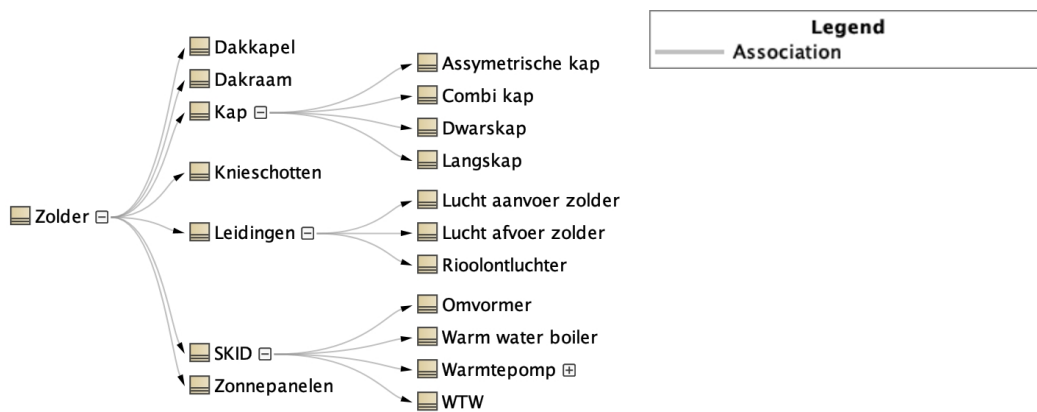 Legend
Association
Zolder
Dakkapel
Dakraam
Kap
Assymetrische kap
Combi kap
Dwarskap
Langskap
Knieschotten
Leidingen
Lucht aanvoer zolder
Lucht afvoer zolder
Rioolontluchter
SKID
Omvormer
Warm water boiler
Warmtepomp
WTW
Zonnepanelen